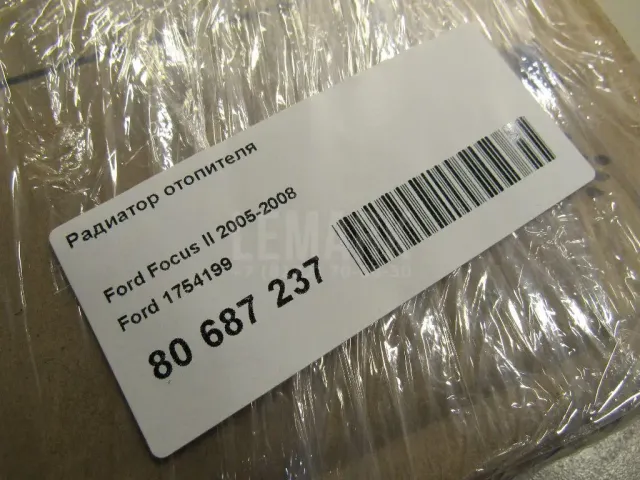 Радиатор отопителя
Ford Focus II 2005-2008
Ford 1754199
80 687 237